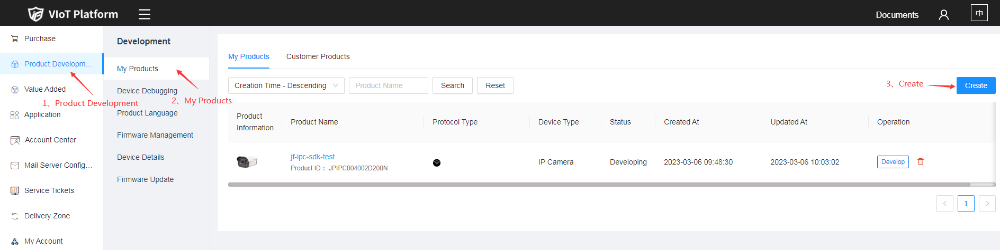 VIoT Platform
Documents
中
Purchase
Product Developm...
Value Added
Application
Account Center
Mail Server Config...
Service Tickets
Delivery Zone
My Account
1、Product Development
Development
My Products
Device Debugging
Product Language
Firmware Management
Device Details
Firmware Update
2、My Products
My Products Customer Products
Creation Time - Descending Product Name Search Reset
3、Create
Create
Product Information Product Name Protocol Type Device Type Status Created At Updated At Operation
jf-ipc-sdk-test
Product ID： JPIPC004002D200N
IP Camera Developing 2023-03-06 09:48:30 2023-03-06 10:03:02 Develop
< 1 >